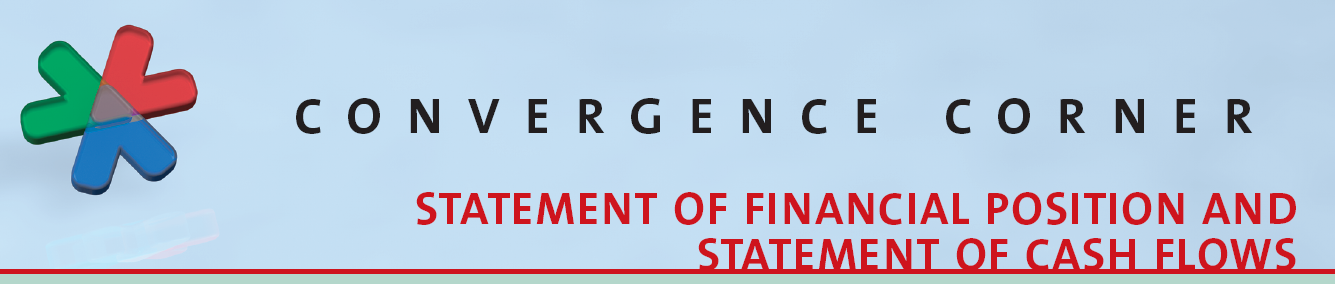 CONVERGENCE CORNER
STATEMENT OF FINANCIAL POSITION AND
STATEMENT OF CASH FLOWS